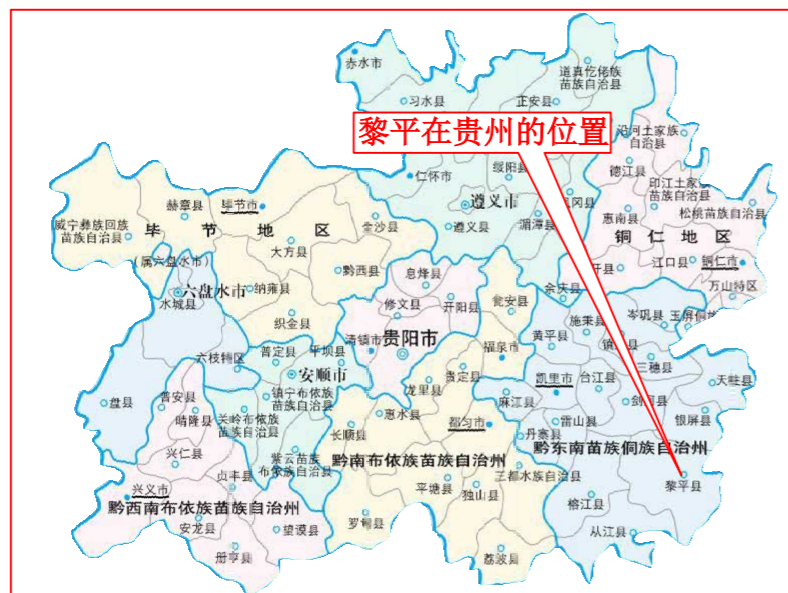 赤水市
道真仡佬族
苗族自治县
习水县
正安县
黎平在贵州的位置
沿河土家族
自治县
仁怀市
绥阳县
德江县
印江土家族
苗族自治县
赫章县
毕节市
遵义市
惠南县
松桃苗族自治县
威宁彝族回族
苗族自治县
毕节地区
金沙县
遵义县
湄潭县
铜仁地区
大方县
(属六盘水市)
黔西县
息烽县
江口县
铜仁市
万山特区
六盘水市
纳雍县
水城县
修文县
开阳县
瓮安县
余庆县
织金县
施秉县
岑巩县
清镇市
贵阳市
黄平县
六枝特区
普定县
平坝县
福泉市
三穗县
安顺市
贵定县
凯里市
台江县
天柱县
龙里县
镇宁布依族
苗族自治县
麻江县
剑河县
盘县
普安县
关岭布依族
苗族自治县
惠水县
都匀市
雷山县
银屏县
晴隆县
长顺县
丹寨县
黔东南苗族侗族自治州
兴仁县
紫云苗族
布依族自治县
黔南布依族苗族自治州
三都水族自治县
黎平县
贞丰县
兴义市
平塘县
独山县
榕江县
黔西南布依族苗族自治州
安龙县
望谟县
罗甸县
从江县
册亨县
荔波县